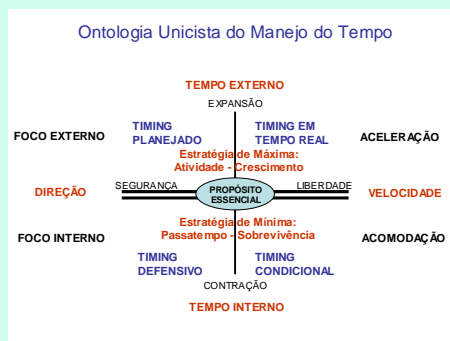 Ontologia Unicista do Manejo do Tempo
TEMPO EXTERNO
EXPANSÃO
FOCO EXTERNO
TIMING
PLANEJADO
TIMING EM
TEMPO REAL
ACELERAÇÃO
Estratégia de Máxima:
Atividade - Crescimento
DIREÇÃO
SEGURANÇA
PROPÓSITO
ESSENCIAL
LIBERDADE
VELOCIDADE
FOCO INTERNO
Estratégia de Mínima:
Passatempo - Sobrevivência
ACOMODAÇÃO
TIMING
DEFENSIVO
TIMING
CONDICIONAL
CONTRAÇÃO
TEMPO INTERNO